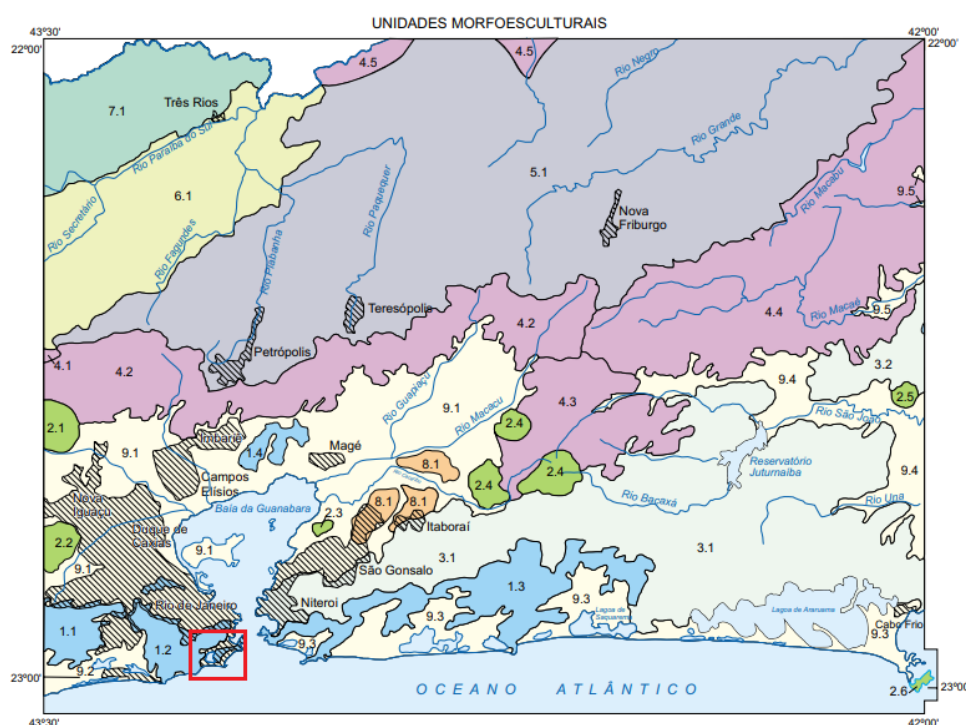 UNIDADES MORFOESCULTURAIS
43°30'
42°00'
22°00'
22°00'
4.5
4.5
Rio Negro
7.1
Três Rios
Rio Grande
Rio Paraíba do Sul
5.1
6.1
Rio Paquequer
Rio Macabu
9.5
Rio Secretário
Nova
Friburgo
Rio Fagundes
Rio Piabanha
Teresópolis
4.4
Rio Macaé
9.5
4.2
Petrópolis
4.1
4.2
3.2
9.4
Rio Guapiaçu
9.1
4.3
2.5
Rio Macacu
2.4
Rio São João
2.1
Imbariê
9.1
1.4
Magé
8.1
2.4
Reservatório
Juturnaíba
9.4
Campos
Elísios
2.4
Nova
Iguaçu
Baía da Guanabara
2.3
8.1
8.1
Rio Bacaxá
Rio Una
Itaboraí
Duque de
Caxias
2.2
9.1
9.1
3.1
3.1
São Gonsalo
1.3
Rio de Janeiro
Niteroi
9.3
9.3
Lagoa de
Saquarema
Lagoa de Araruama
Cabo Frio
1.1
1.2
9.3
9.3
9.2
23°00'
23°00'
OCEANO ATLÂNTICO
2.6
43°30'
42°00'